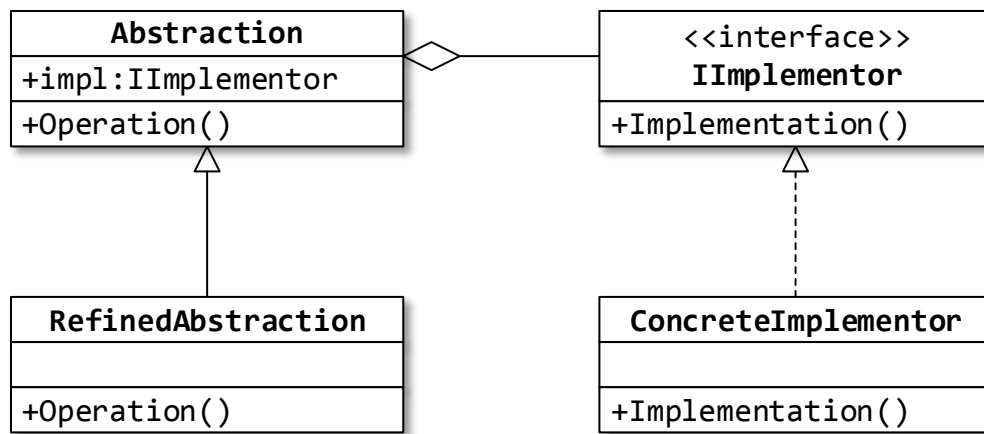 Abstraction
+impl:IImplementor
+Operation()
<<interface>>
IImplementor
+Implementation()
RefinedAbstraction
+Operation()
ConcreteImplementor
+Implementation()